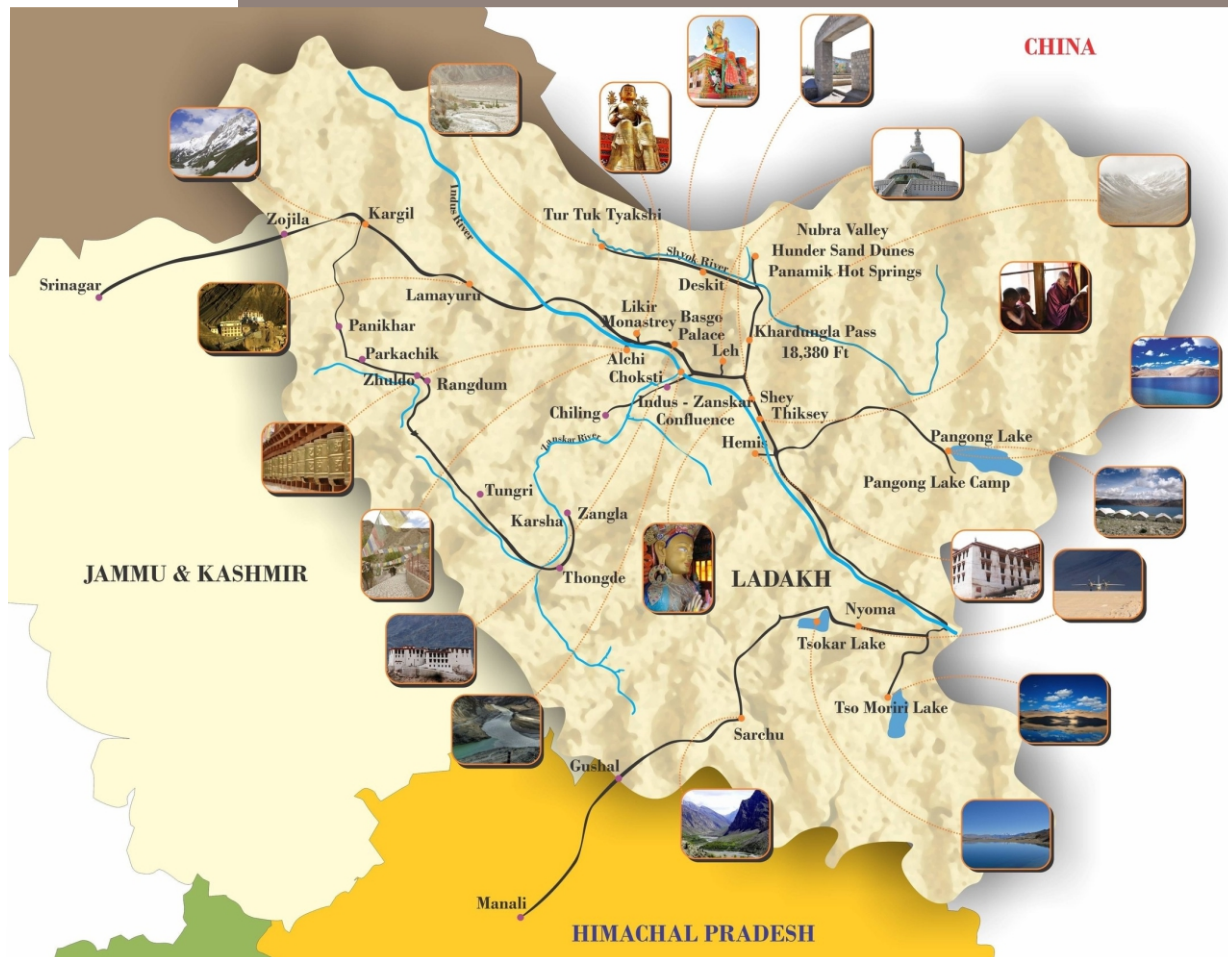 CHINA
Indus River
Tur Tuk Tyakshi
Nubra Valley
Hunder Sand Dunes
Panamik Hot Springs
Shyok River
Deskit
Zojila
Kargil
Srinagar
Lamayuru
Likir
Monastrey
Basgo
Palace
Khardungla Pass
18,380 Ft
Leh
Panikhar
Parkachik
Zhuldo
Rangdum
Alchi
Choksti
Indus - Zanskar
Confluence
Shey
Thiksey
Chiling
Zanskar River
Hemis
Pangong Lake
Pangong Lake Camp
Tungri
Karsha
Zangla
Thongde
JAMMU & KASHMIR
LADAKH
Nyoma
Tsokar Lake
Tso Moriri Lake
Sarchu
Gushal
Manali
HIMACHAL PRADESH